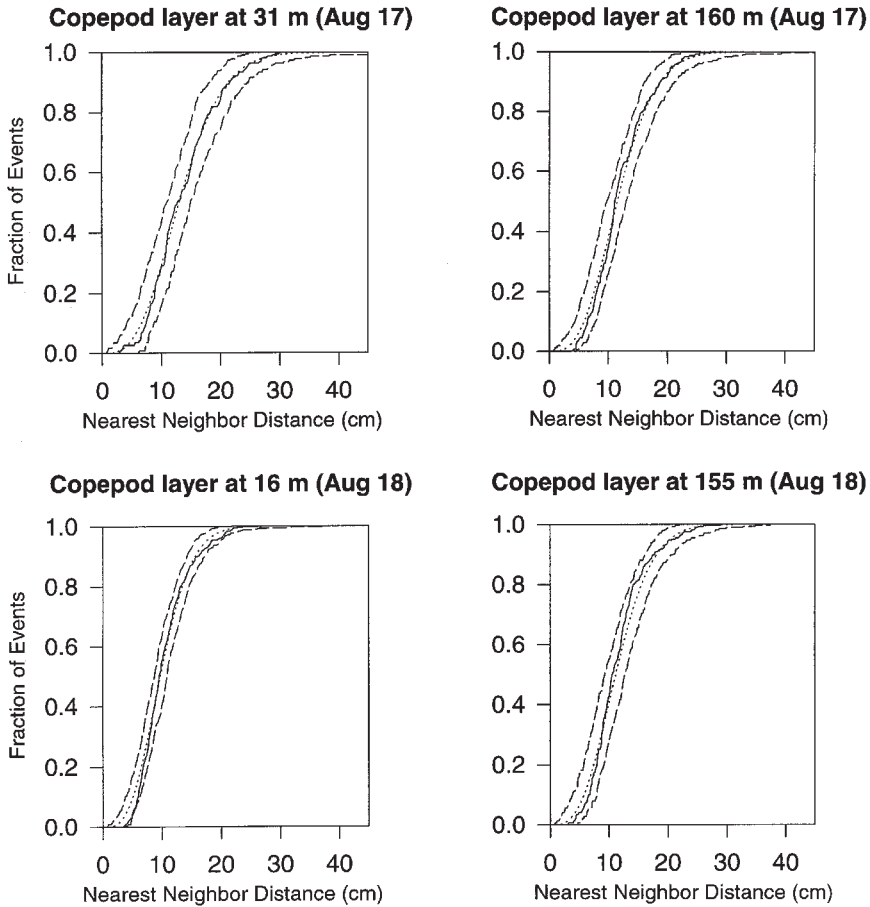 Copepod layer at 31 m (Aug 17)
1.0
0.8
0.6
0.4
0.2
0.0
Fraction of Events
0 10 20 30 40
Nearest Neighbor Distance (cm)
Copepod layer at 160 m (Aug 17)
1.0
0.8
0.6
0.4
0.2
0.0
0 10 20 30 40
Nearest Neighbor Distance (cm)
Copepod layer at 16 m (Aug 18)
1.0
0.8
0.6
0.4
0.2
0.0
Fraction of Events
0 10 20 30 40
Nearest Neighbor Distance (cm)
Copepod layer at 155 m (Aug 18)
1.0
0.8
0.6
0.4
0.2
0.0
0 10 20 30 40
Nearest Neighbor Distance (cm)